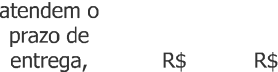 atendem o
prazo de
entrega, R$ R$